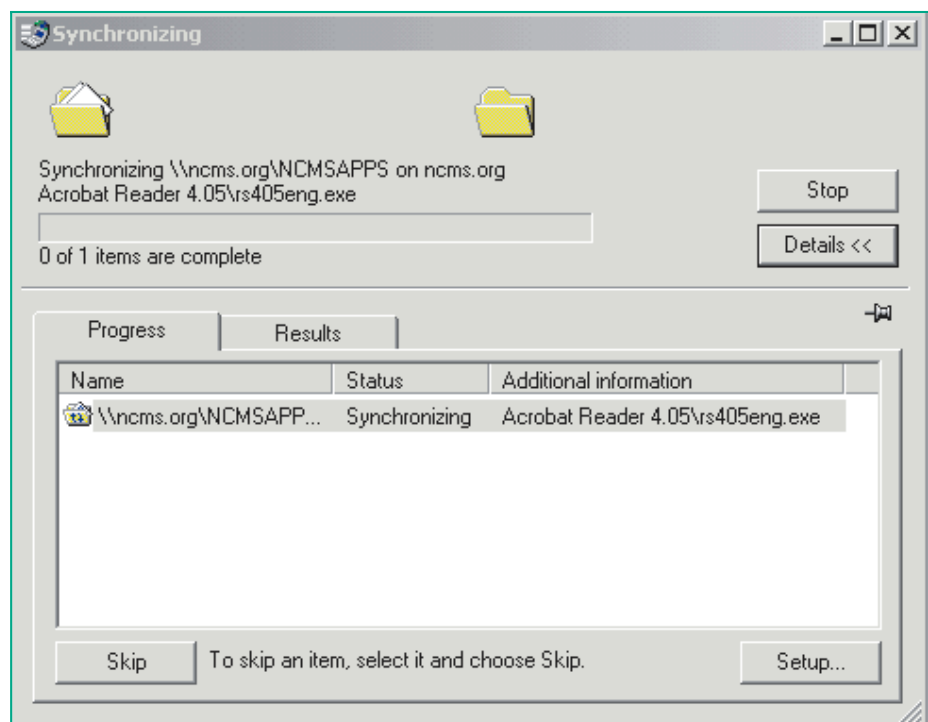 Synchronizing
Synchronizing \\ncms.org\NCMSAPPS on ncms.org
Acrobat Reader 4.05\rs405eng.exe
Stop
0 of 1 items are complete
Details <<
Progress
Results
Name Status Additional information
\\ncms.org\NCMSAPP... Synchronizing Acrobat Reader 4.05\rs405eng.exe
Skip To skip an item, select it and choose Skip. Setup...